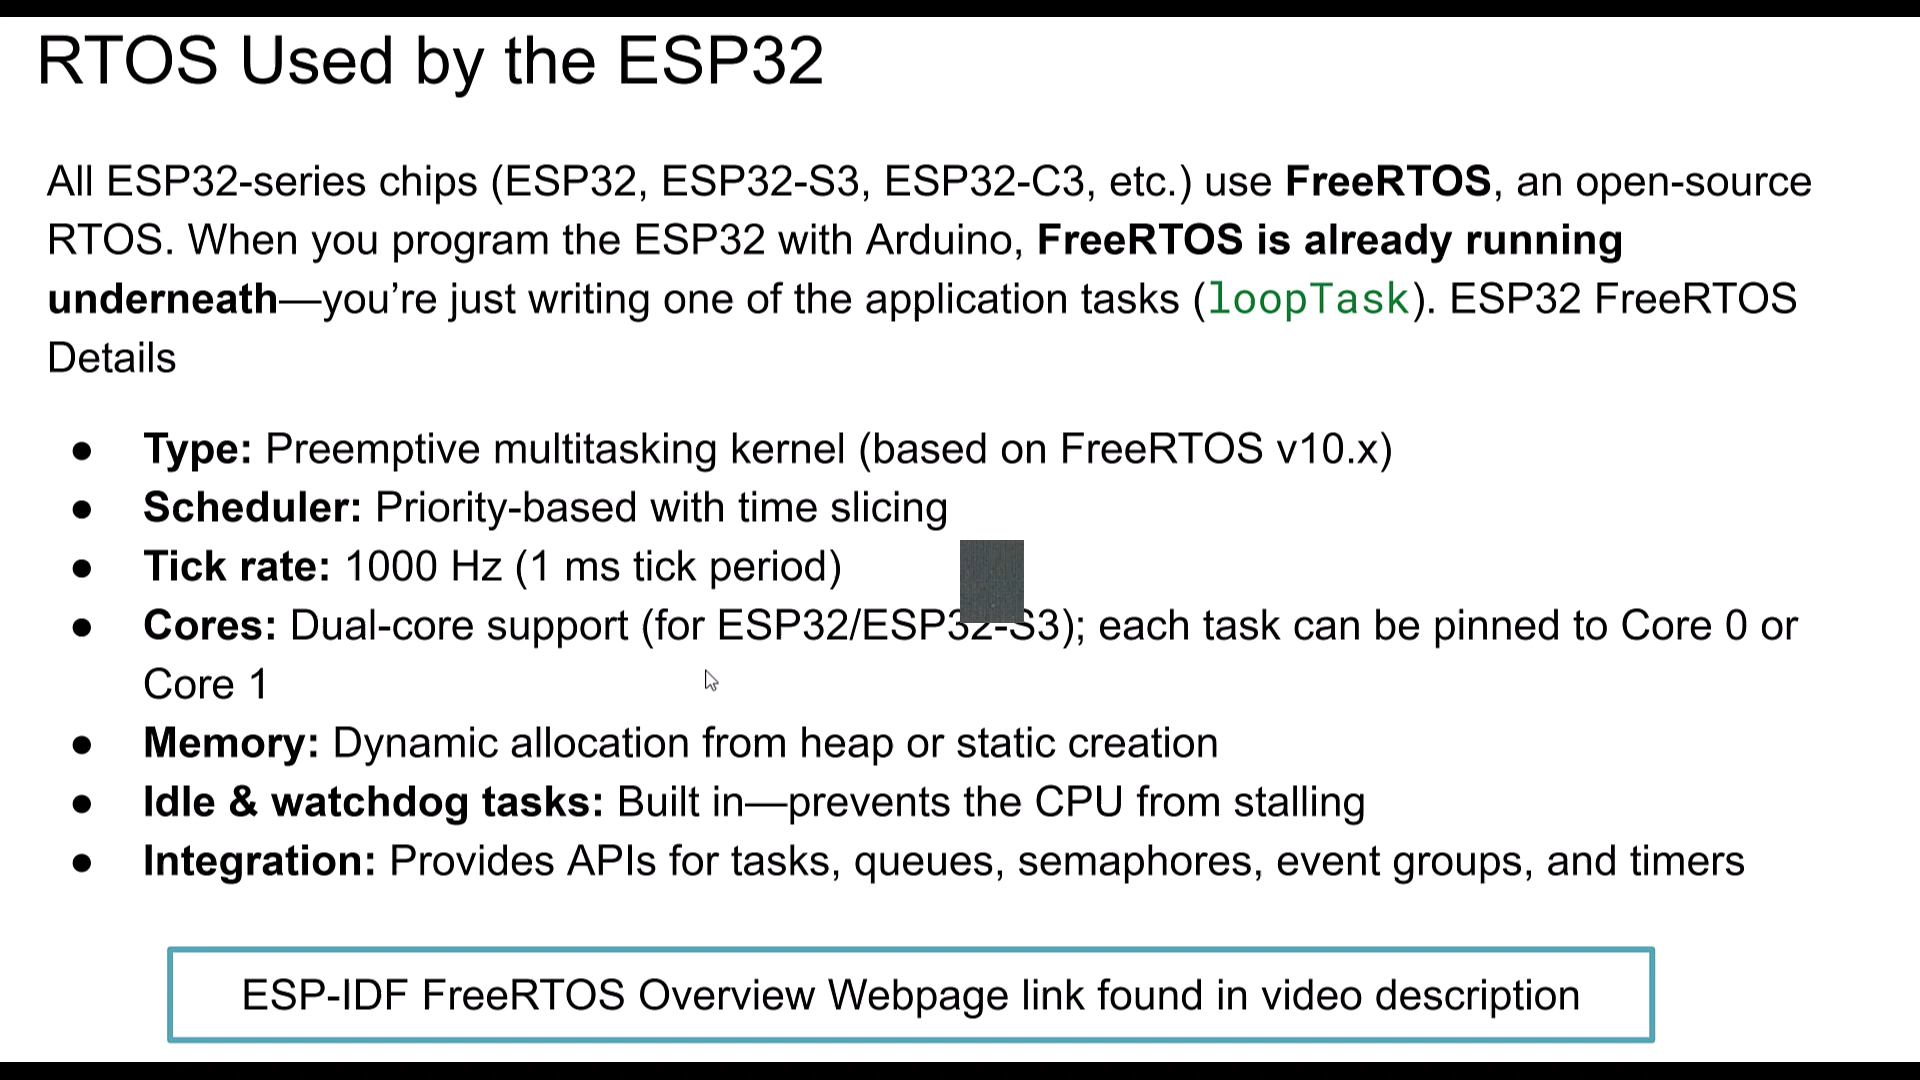 RTOS Used by the ESP32
All ESP32-series chips (ESP32, ESP32-S3, ESP32-C3, etc.) use FreeRTOS, an open-source
RTOS. When you program the ESP32 with Arduino, FreeRTOS is already running
underneath—you’re just writing one of the application tasks (loopTask). ESP32 FreeRTOS
Details
● Type: Preemptive multitasking kernel (based on FreeRTOS v10.x)
● Scheduler: Priority-based with time slicing
● Tick rate: 1000 Hz (1 ms tick period)
● Cores: Dual-core support (for ESP32/ESP32-S3); each task can be pinned to Core 0 or
Core 1
● Memory: Dynamic allocation from heap or static creation
● Idle & watchdog tasks: Built in—prevents the CPU from stalling
● Integration: Provides APIs for tasks, queues, semaphores, event groups, and timers
ESP-IDF FreeRTOS Overview Webpage link found in video description